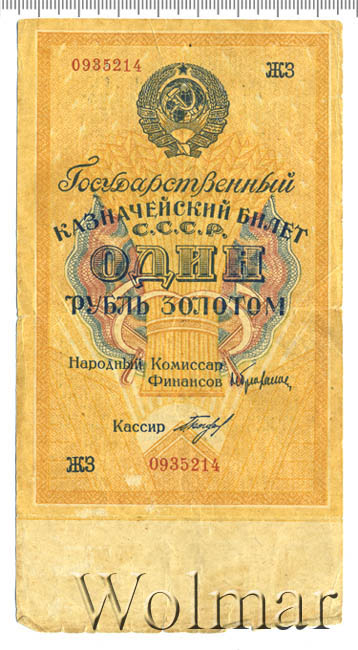 0935214 ЖЗ
Государственный
КАЗНАЧЕЙСКИЙ БИЛЕТ
С.С.С.Р.
ОДИН
РУБЛЬ ЗОЛОТОМ
Народный Комиссар
Финансов
Кассир
ЖЗ 0935214
Wolmar